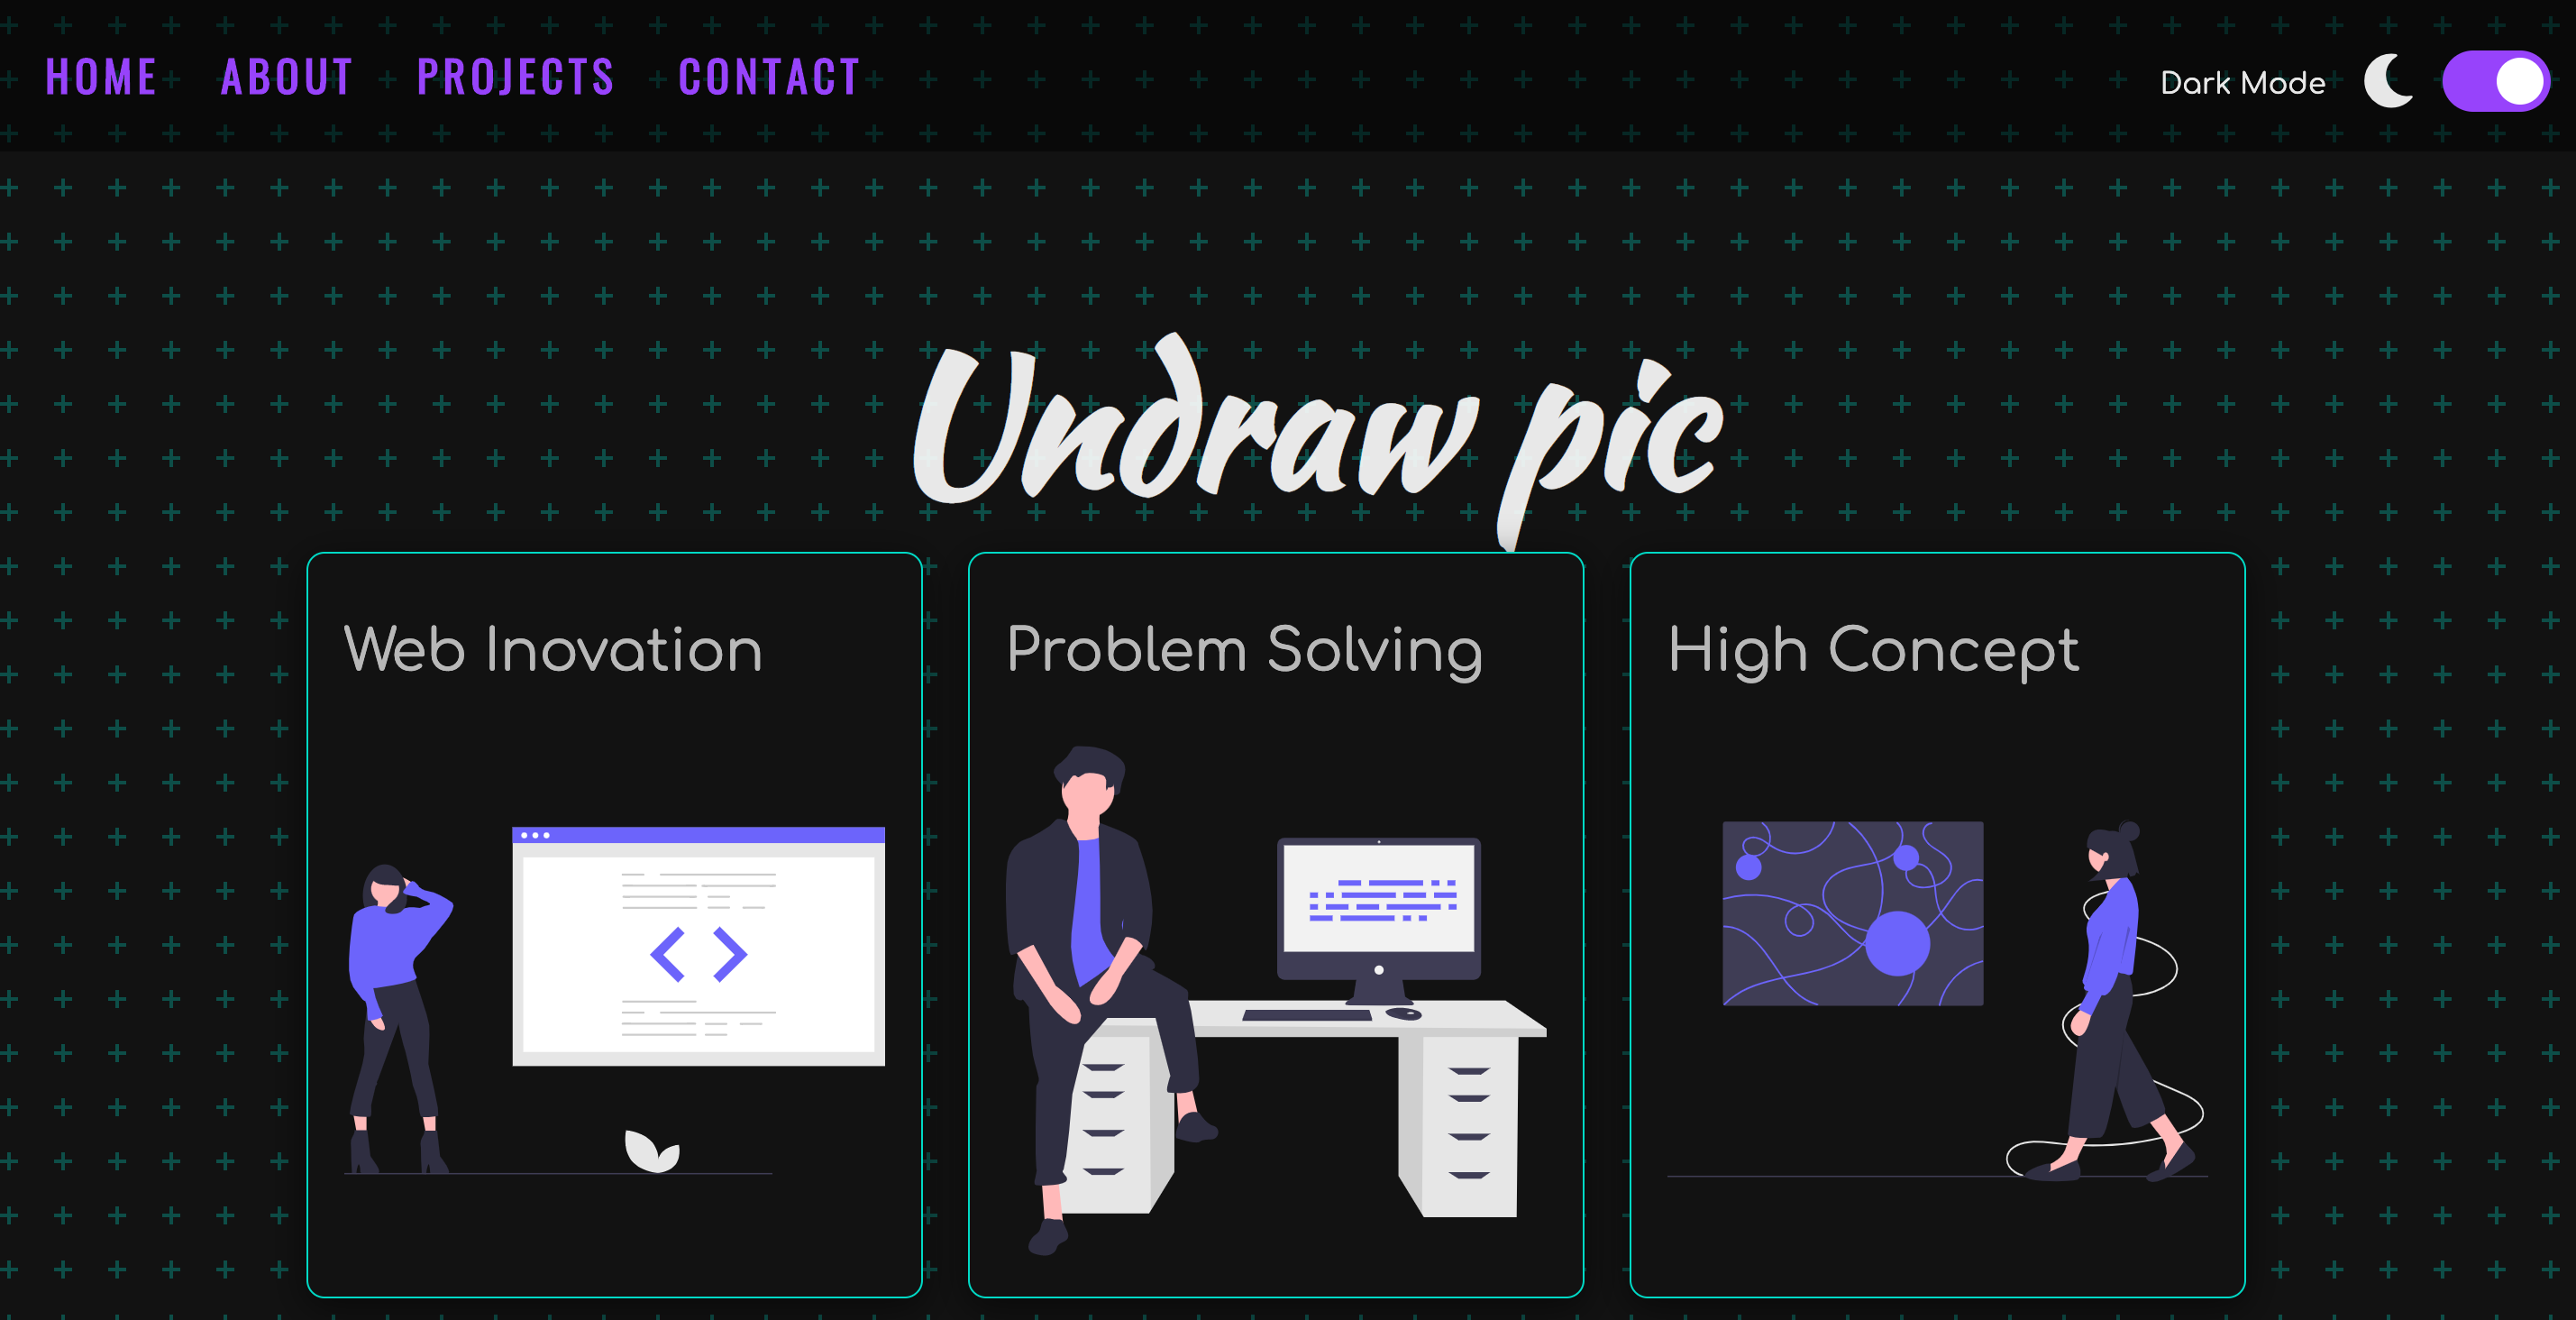 HOME ABOUT PROJECTS CONTACT Dark Mode
Undraw pic
Web Inovation
Problem Solving
High Concept